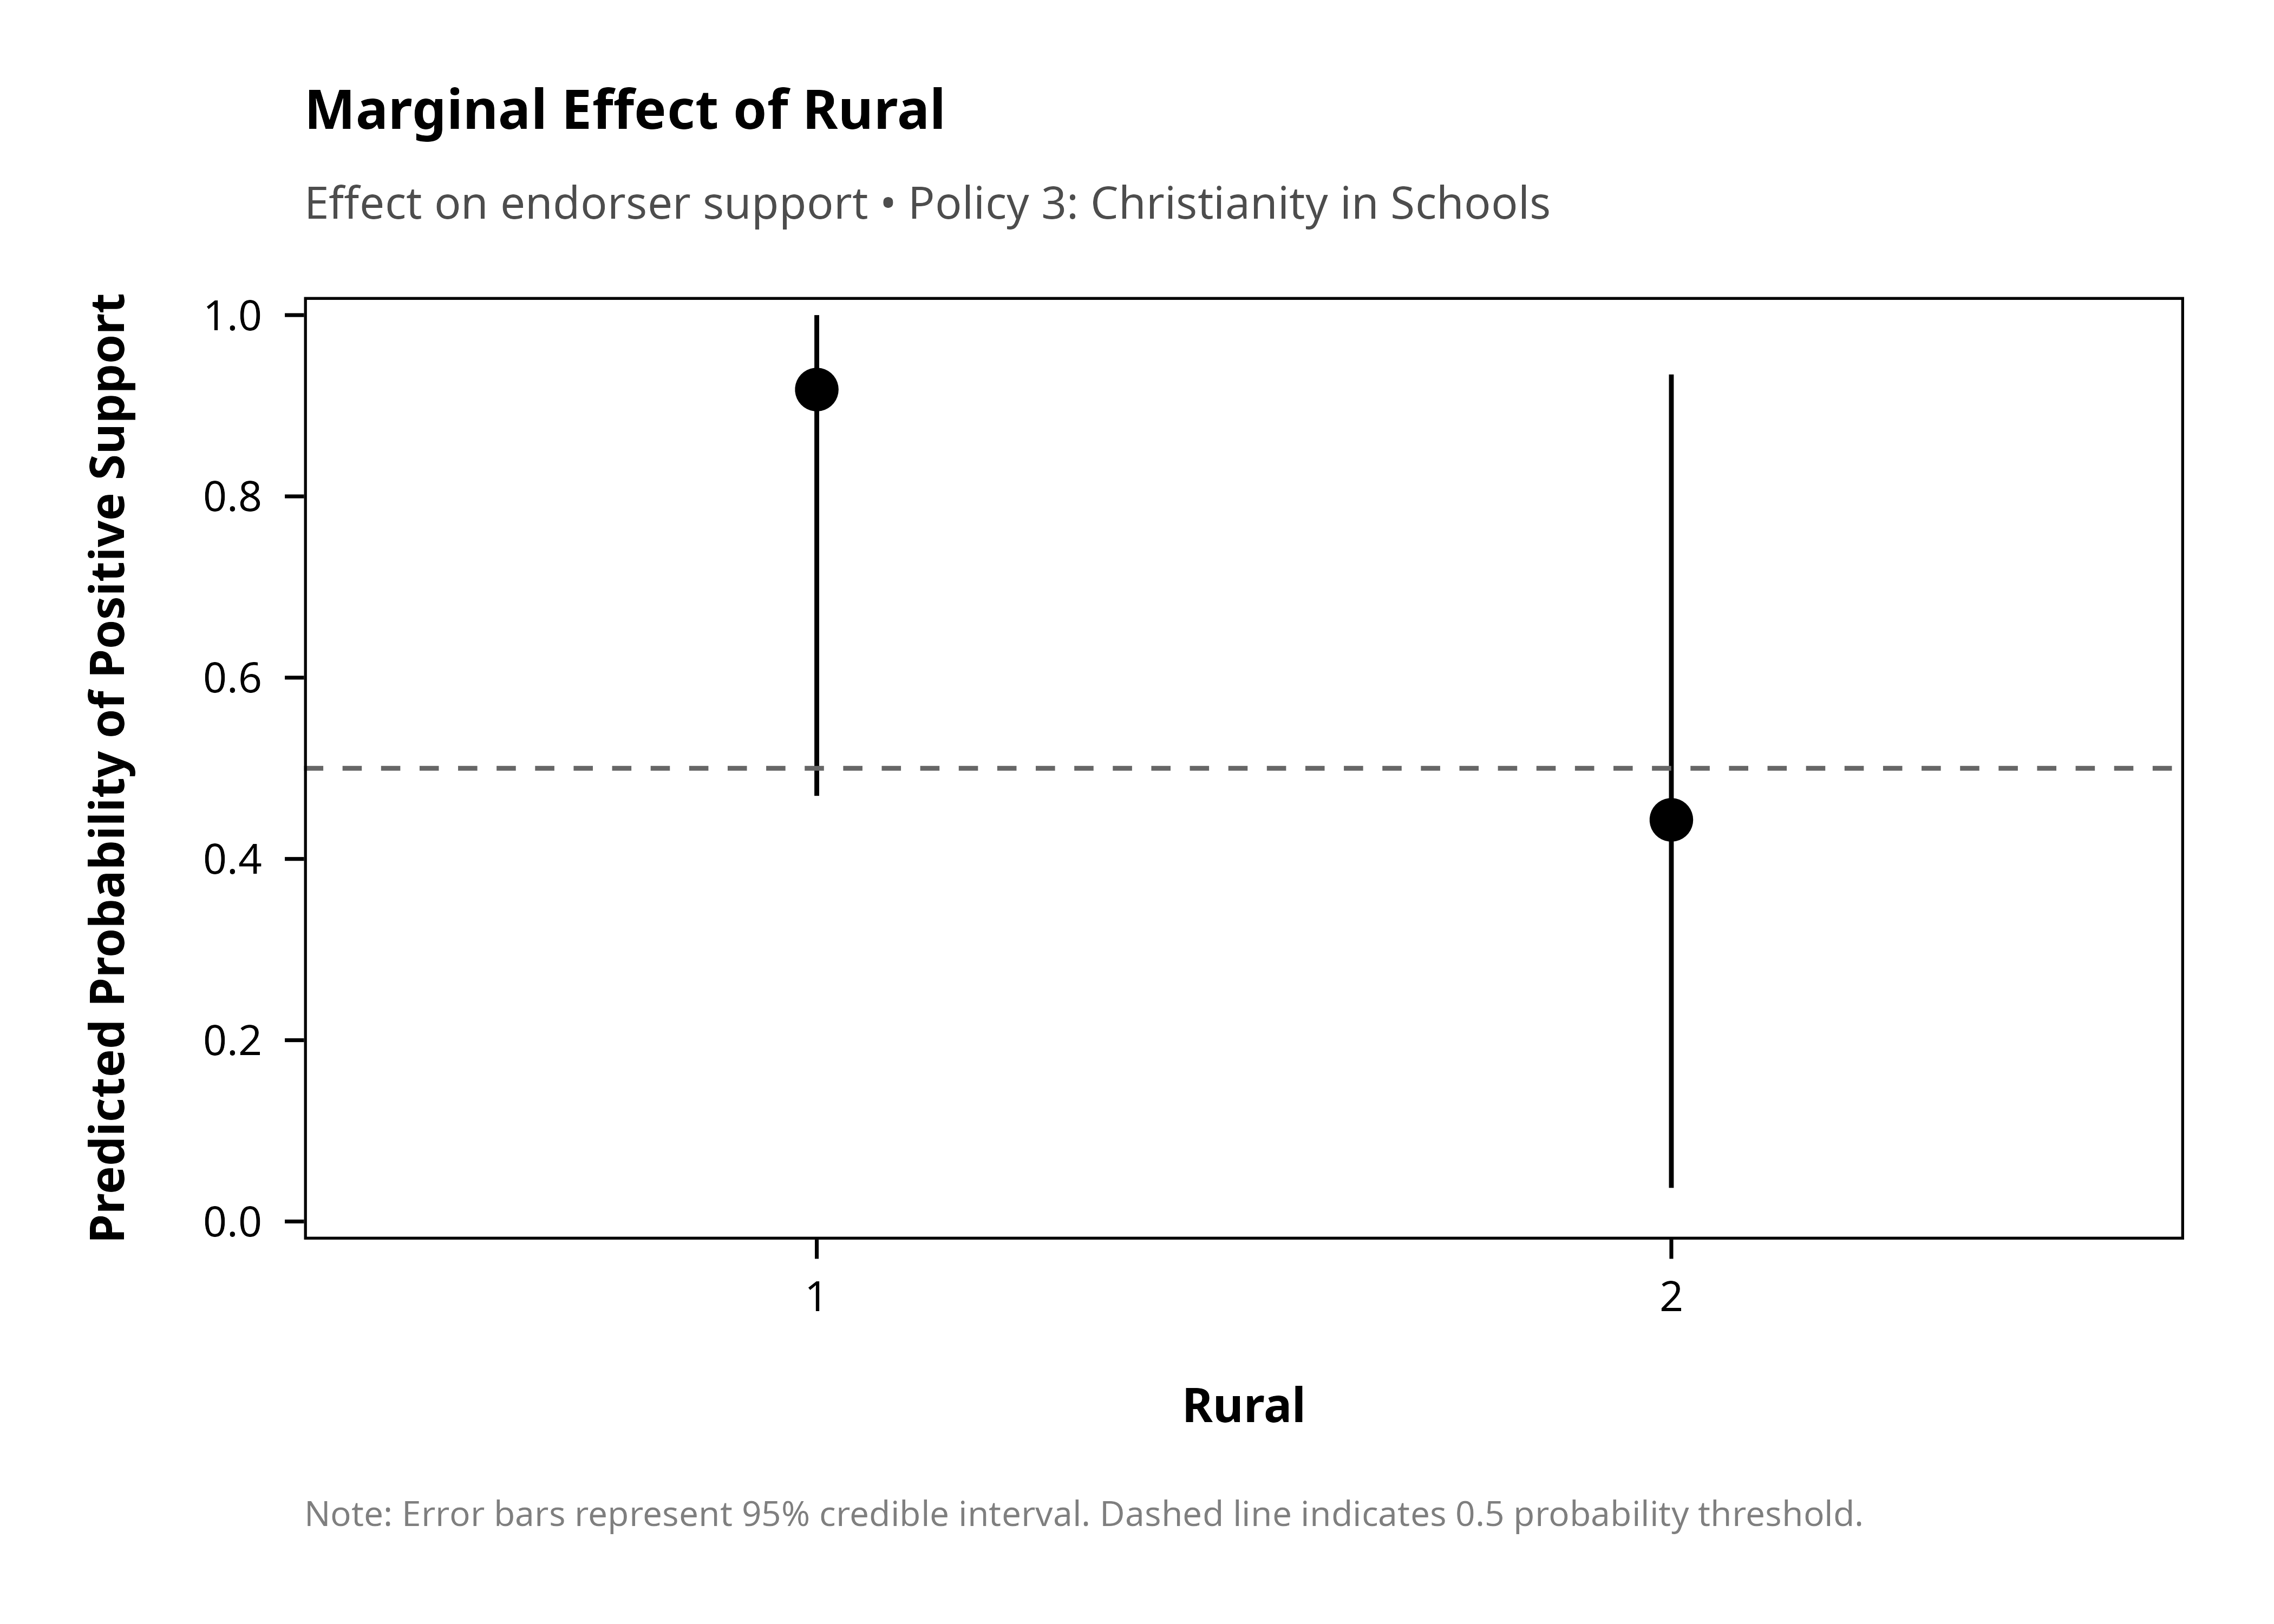 Marginal Effect of Rural
Effect on endorser support • Policy 3: Christianity in Schools
Predicted Probability of Positive Support
1.0
0.8
0.6
0.4
0.2
0.0
1
2
Rural
Note: Error bars represent 95% credible interval. Dashed line indicates 0.5 probability threshold.